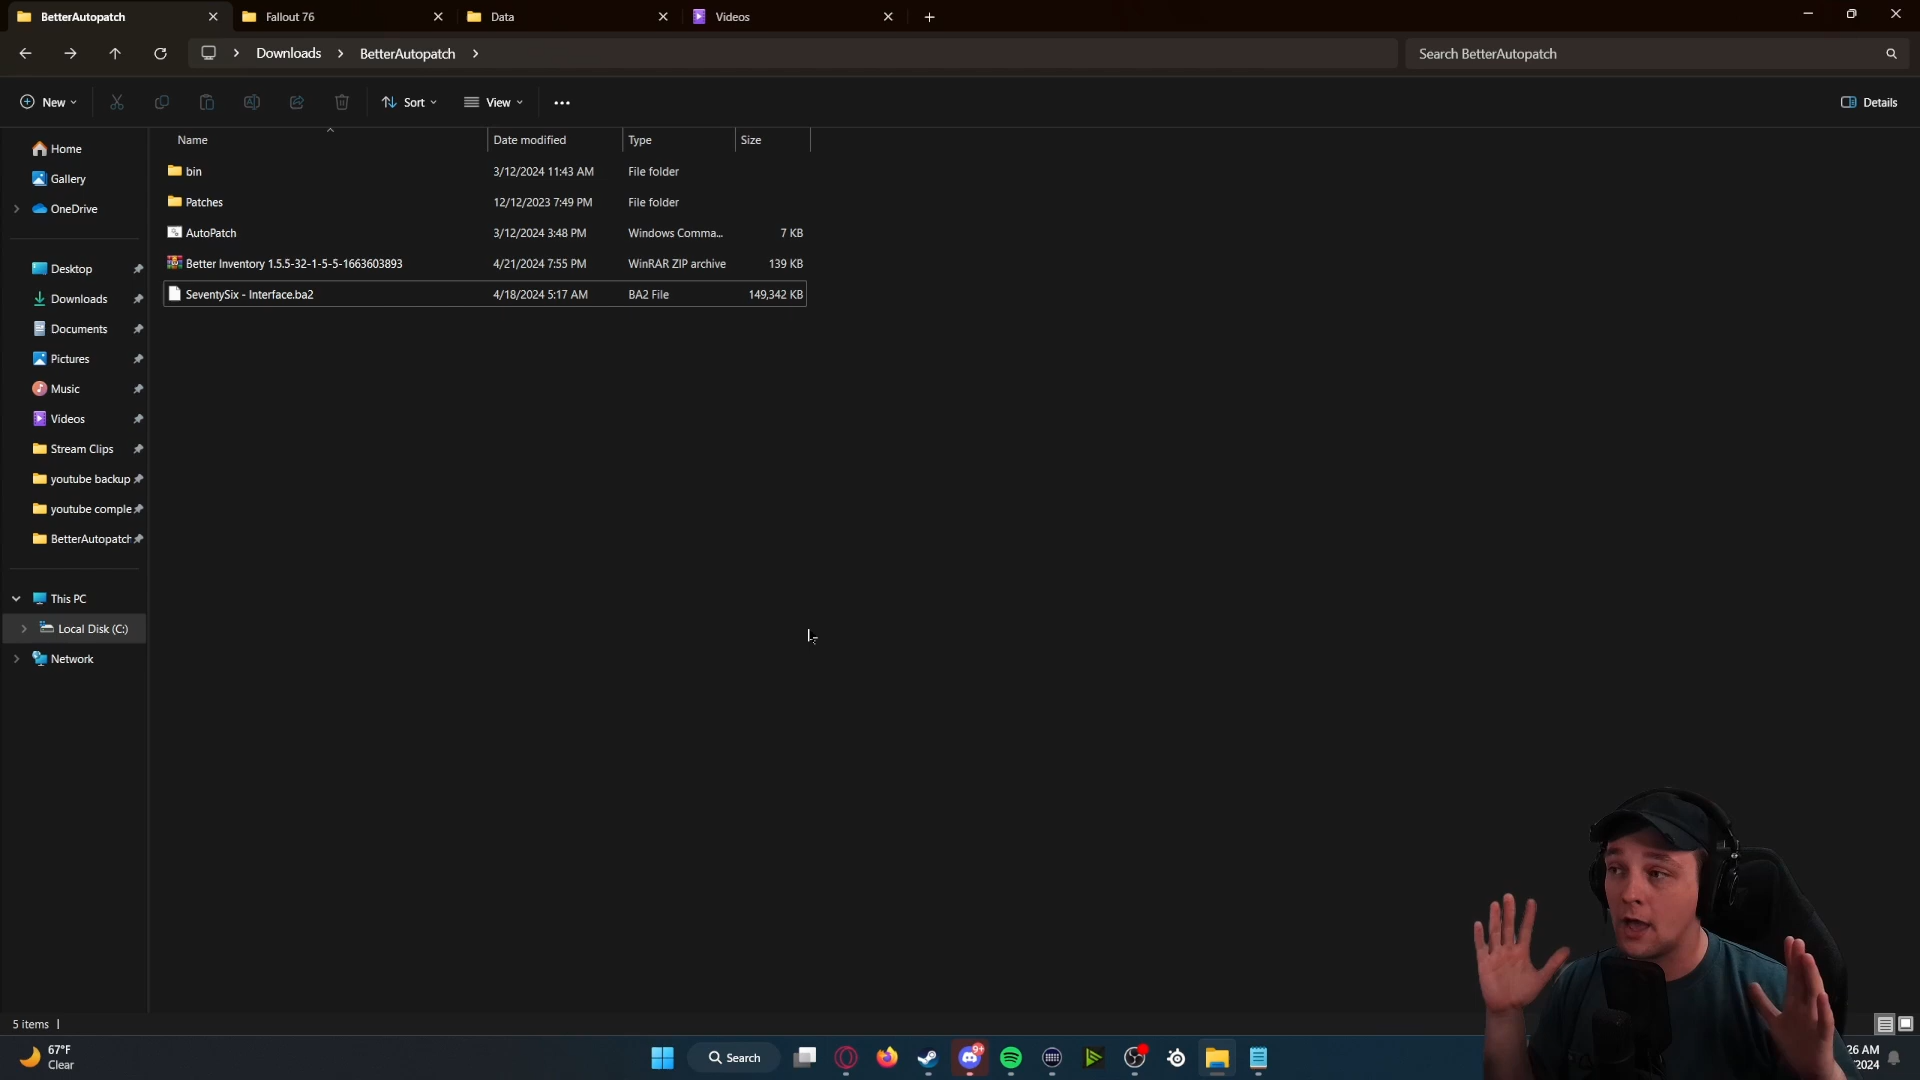 BetterAutopatch
Fallout 76
Data
Videos
Downloads
BetterAutopatch
Search BetterAutopatch
New
Sort
View
Details
Name
Date modified
Type
Size
bin
3/12/2024 11:43 AM
File folder
Patches
12/12/2023 7:49 PM
File folder
AutoPatch
3/12/2024 3:48 PM
Windows Comma...
7 KB
Better Inventory 1.5.5-32-1-5-5-1663603893
4/21/2024 7:55 PM
WinRAR ZIP archive
139 KB
SeventySix - Interface.ba2
4/18/2024 5:17 AM
BA2 File
149,342 KB
Home
Gallery
OneDrive
Desktop
Downloads
Documents
Pictures
Music
Videos
Stream Clips
youtube backup
youtube comple
BetterAutopatch
This PC
Local Disk (C:)
Network
5 items
67°F
Clear
Search
9+
26 AM
2024